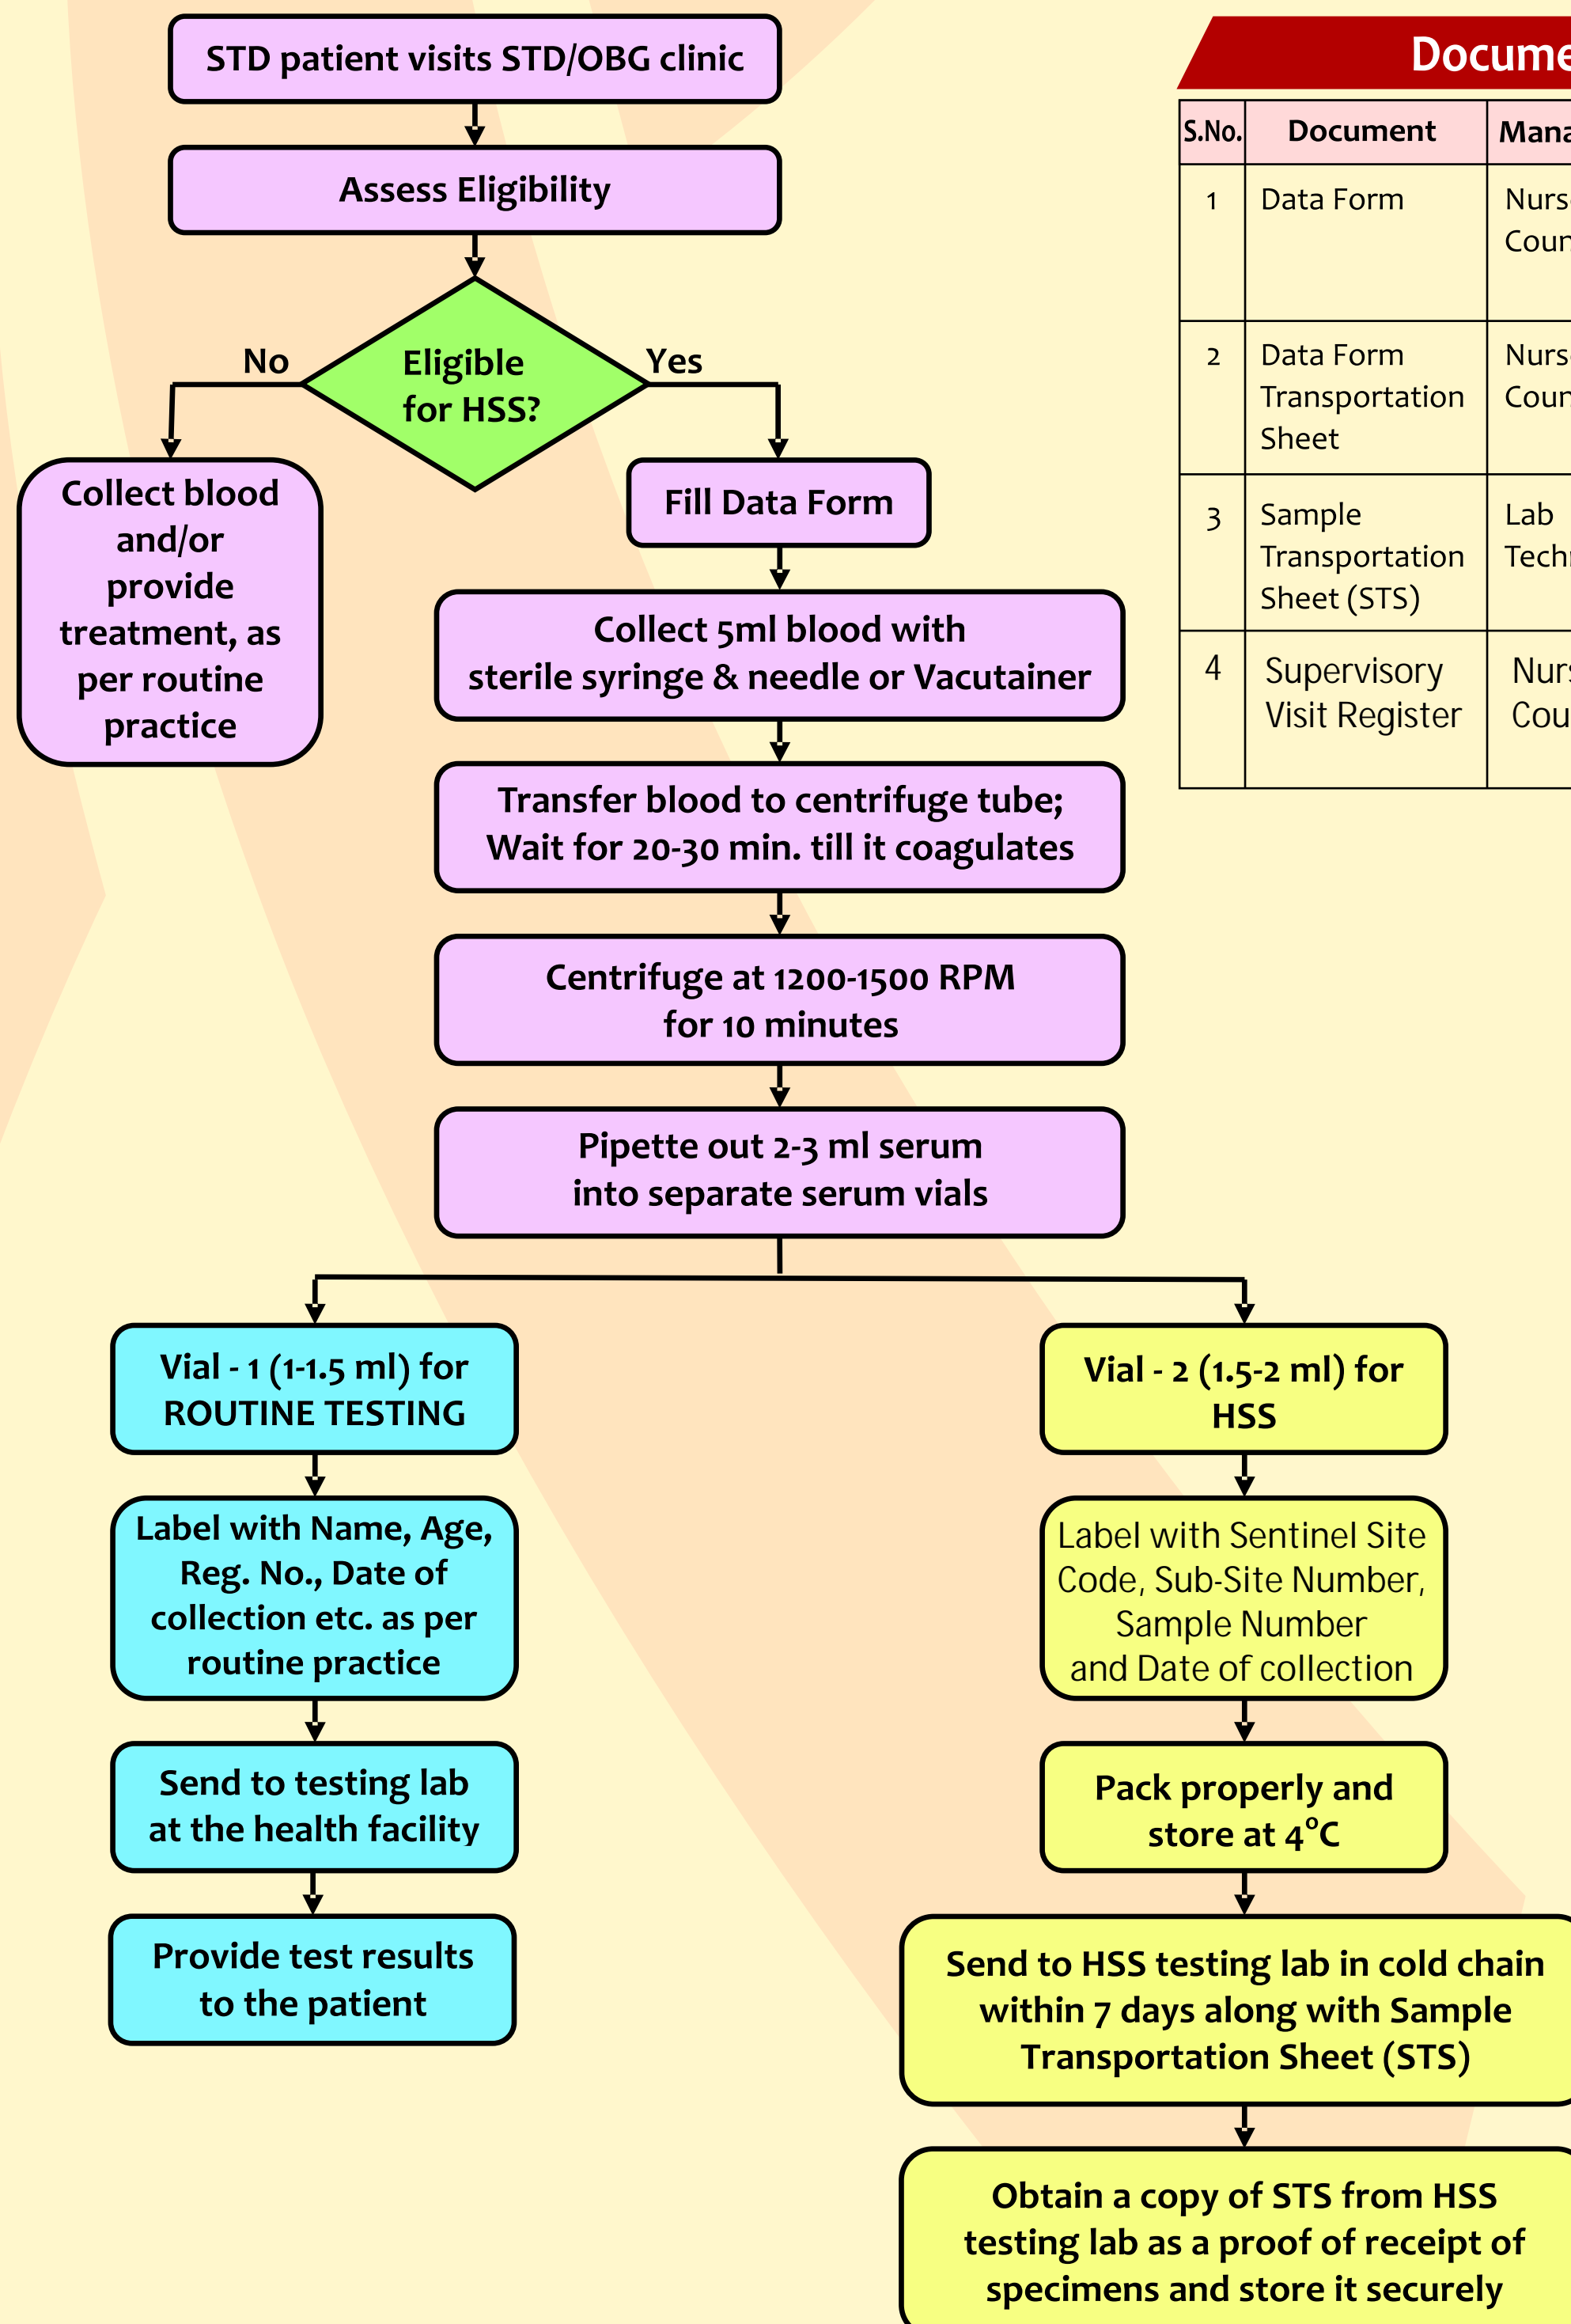 STD patient visits STD/OBG clinic
Assess Eligibility
Eligible
for HSS?
No
Yes
Collect blood
and/or
provide
treatment, as
per routine
practice
Fill Data Form
Collect 5ml blood with
sterile syringe & needle or Vacutainer
Transfer blood to centrifuge tube;
Wait for 20-30 min. till it coagulates
Centrifuge at 1200-1500 RPM
for 10 minutes
Pipette out 2-3 ml serum
into separate serum vials
Vial - 1 (1-1.5 ml) for
ROUTINE TESTING
Label with Name, Age,
Reg. No., Date of
collection etc. as per
routine practice
Send to testing lab
at the health facility
Provide test results
to the patient
Vial - 2 (1.5-2 ml) for
HSS
Label with Sentinel Site
Code, Sub-Site Number,
Sample Number
and Date of collection
Pack properly and
store at 4°C
Send to HSS testing lab in cold chain
within 7 days along with Sample
Transportation Sheet (STS)
Obtain a copy of STS from HSS
testing lab as a proof of receipt of
specimens and store it securely
S.No. Document
1 Data Form
2 Data Form
Transportation
Sheet
3 Sample Lab
Transportation
Sheet (STS)
4 Supervisory
Visit Register